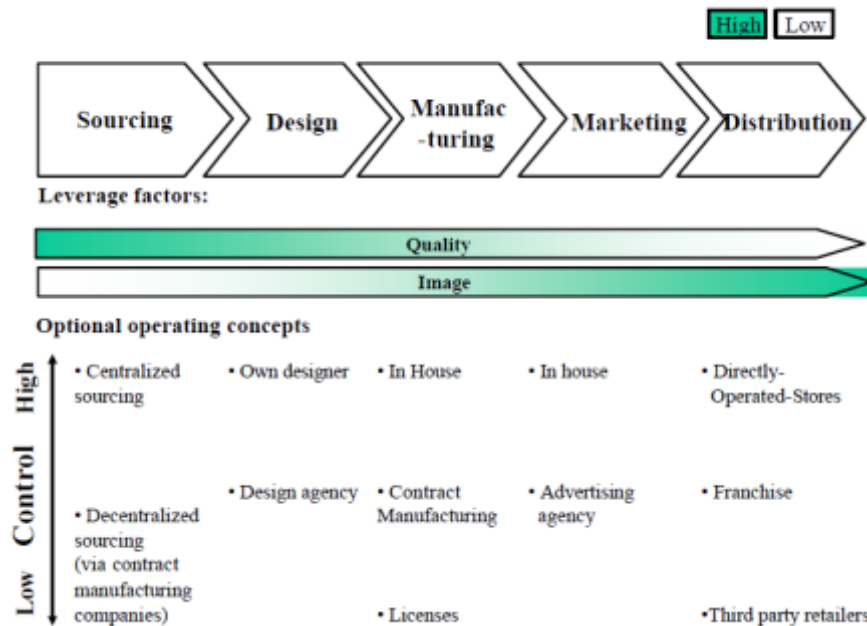 High Low
Sourcing
Design
Manufac
-turing
Marketing
Distribution
Leverage factors:
Quality
Image
Optional operating concepts
High
Control
Low
• Centralized
sourcing
• Own designer
• In House
• In house
• Directly-
Operated-Stores
• Decentralized
sourcing
(via contract
manufacturing
companies)
• Design agency
• Contract
Manufacturing
• Advertising
agency
• Franchise
• Licenses
•Third party retailers